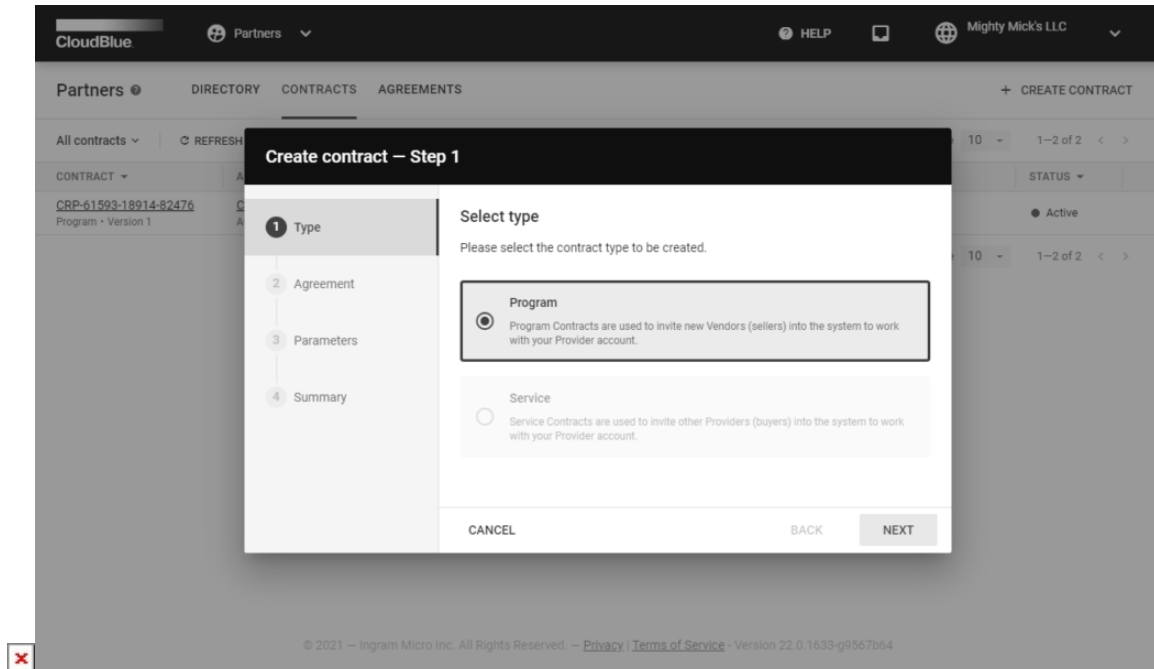 CloudBlue
Partners
HELP
Mighty Mick's LLC
Partners
DIRECTORY CONTRACTS AGREEMENTS
+ CREATE CONTRACT
All contracts
REFRESH
10
1–2 of 2
CONTRACT
A
STATUS
CRP-61593-18914-82476
C
Program • Version 1
A
Active
10
1–2 of 2
Create contract — Step 1
1 Type
2 Agreement
3 Parameters
4 Summary
Select type
Please select the contract type to be created.
Program
Program Contracts are used to invite new Vendors (sellers) into the system to work
with your Provider account.
Service
Service Contracts are used to invite other Providers (buyers) into the system to work
with your Provider account.
CANCEL
BACK
NEXT
© 2021 — Ingram Micro Inc. All Rights Reserved. — Privacy | Terms of Service - Version 22.0.1633-g9567b64